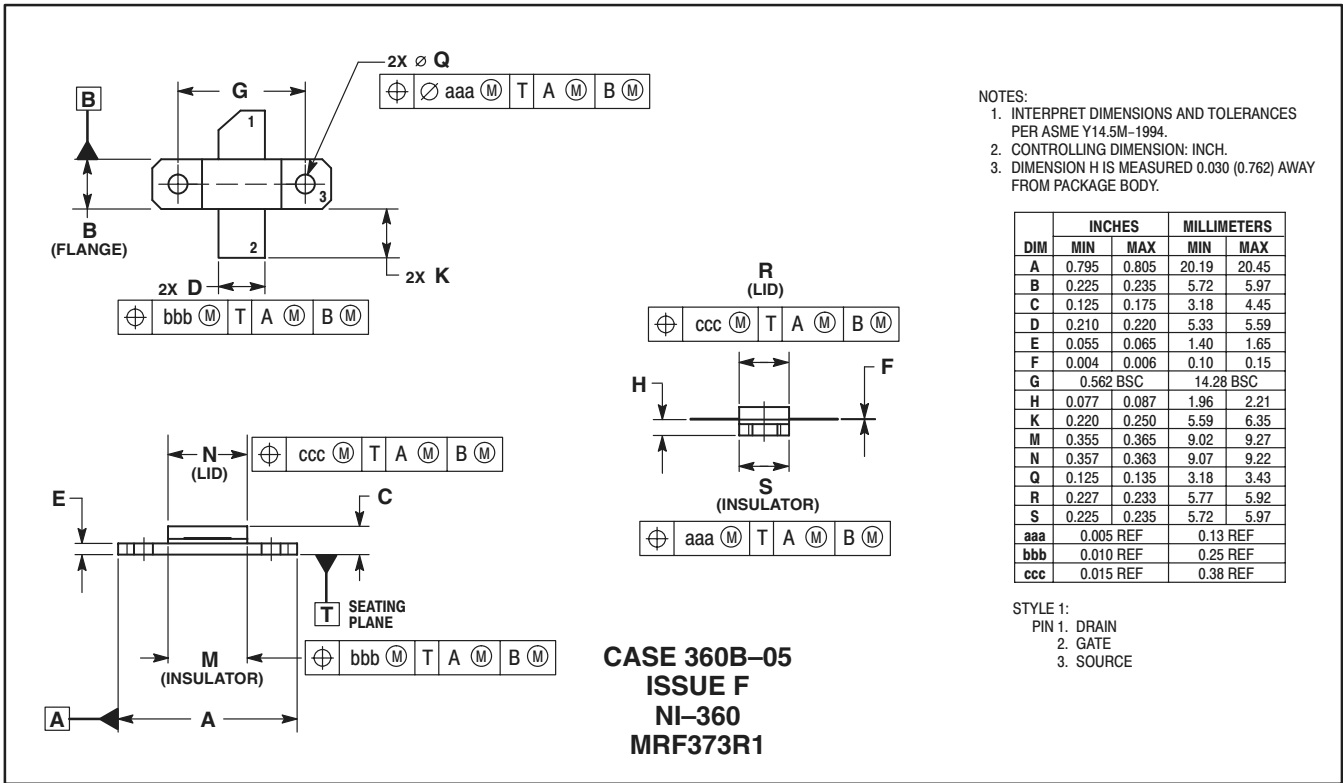 2X ⌀ Q
⌖ ⌀ aaa Ⓜ T A Ⓜ B Ⓜ
G
B
1
3
2
B
(FLANGE)
2X K
2X D
⌖ bbb Ⓜ T A Ⓜ B Ⓜ
R
(LID)
⌖ ccc Ⓜ T A Ⓜ B Ⓜ
H
F
S
(INSULATOR)
⌖ aaa Ⓜ T A Ⓜ B Ⓜ
N
(LID)
⌖ ccc Ⓜ T A Ⓜ B Ⓜ
E
C
T SEATING
PLANE
M
(INSULATOR)
⌖ bbb Ⓜ T A Ⓜ B Ⓜ
A
A
CASE 360B–05
ISSUE F
NI–360
MRF373R1
NOTES:
1. INTERPRET DIMENSIONS AND TOLERANCES
PER ASME Y14.5M–1994.
2. CONTROLLING DIMENSION: INCH.
3. DIMENSION H IS MEASURED 0.030 (0.762) AWAY
FROM PACKAGE BODY.
INCHES MILLIMETERS
DIM MIN MAX MIN MAX
A 0.795 0.805 20.19 20.45
B 0.225 0.235 5.72 5.97
C 0.125 0.175 3.18 4.45
D 0.210 0.220 5.33 5.59
E 0.055 0.065 1.40 1.65
F 0.004 0.006 0.10 0.15
G 0.562 BSC 14.28 BSC
H 0.077 0.087 1.96 2.21
K 0.220 0.250 5.59 6.35
M 0.355 0.365 9.02 9.27
N 0.357 0.363 9.07 9.22
Q 0.125 0.135 3.18 3.43
R 0.227 0.233 5.77 5.92
S 0.225 0.235 5.72 5.97
aaa 0.005 REF 0.13 REF
bbb 0.010 REF 0.25 REF
ccc 0.015 REF 0.38 REF
STYLE 1:
PIN 1. DRAIN
2. GATE
3. SOURCE